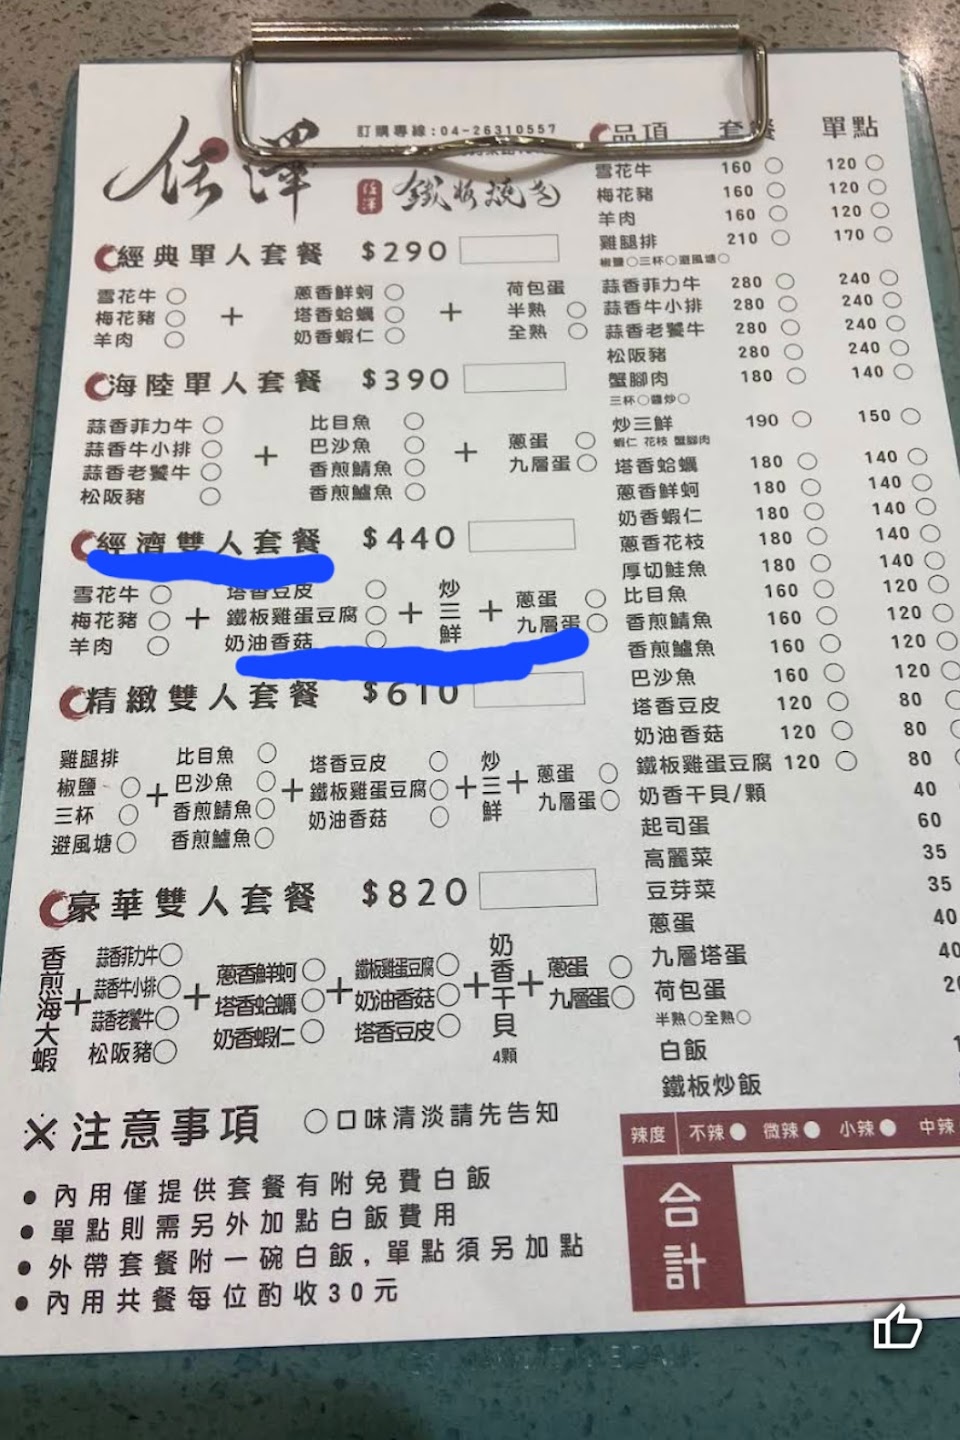 任澤
訂購專線:04-26310557
任澤 鐵板燒
經典單人套餐 $290
雪花牛 蔥香鮮蚵 荷包蛋
梅花豬 + 塔香蛤蠣 + 半熟
羊肉 奶香蝦仁 全熟
海陸單人套餐 $390
蒜香菲力牛 比目魚
蒜香牛小排 + 巴沙魚 + 蔥蛋
蒜香老饕牛 香煎鯖魚 九層蛋
松阪豬 香煎鱸魚
經濟雙人套餐 $440
雪花牛 塔香豆皮 炒三鮮 蔥蛋
梅花豬 + 鐵板雞蛋豆腐 + + 九層蛋
羊肉 奶油香菇
精緻雙人套餐 $610
雞腿排 比目魚 塔香豆皮 炒三鮮 蔥蛋
椒鹽 + 巴沙魚 + 鐵板雞蛋豆腐 + + 九層蛋
三杯 香煎鯖魚 奶油香菇
避風塘 香煎鱸魚
豪華雙人套餐 $820
香煎海大蝦 + 蒜香菲力牛 蔥香鮮蚵 鐵板雞蛋豆腐 奶香干貝 蔥蛋
蒜香牛小排 + 塔香蛤蠣 + 奶油香菇 + + 九層蛋
蒜香老饕牛 奶香蝦仁 塔香豆皮
松阪豬 4顆
注意事項 口味清淡請先告知
● 內用僅提供套餐有附免費白飯
● 單點則需另外加點白飯費用
● 外帶套餐附一碗白飯,單點須另加點
● 內用共餐每位酌收30元
品項 套餐 單點
雪花牛 160 120
梅花豬 160 120
羊肉 160 120
雞腿排 210 170
椒鹽 三杯 避風塘
蒜香菲力牛 280 240
蒜香牛小排 280 240
蒜香老饕牛 280 240
松阪豬 280 240
蟹腳肉 180 140
三杯 醬炒
炒三鮮 190 150
蝦仁 花枝 蟹腳肉
塔香蛤蠣 180 140
蔥香鮮蚵 180 140
奶香蝦仁 180 140
蔥香花枝 180 140
厚切鮭魚 180 140
比目魚 160 120
香煎鯖魚 160 120
香煎鱸魚 160 120
巴沙魚 160 120
塔香豆皮 120 80
奶油香菇 120 80
鐵板雞蛋豆腐 120 80
奶香干貝/顆 40
起司蛋 60
高麗菜 35
豆芽菜 35
蔥蛋 40
九層塔蛋 40
荷包蛋
半熟 全熟
白飯
鐵板炒飯
辣度 不辣 微辣 小辣 中辣
合計